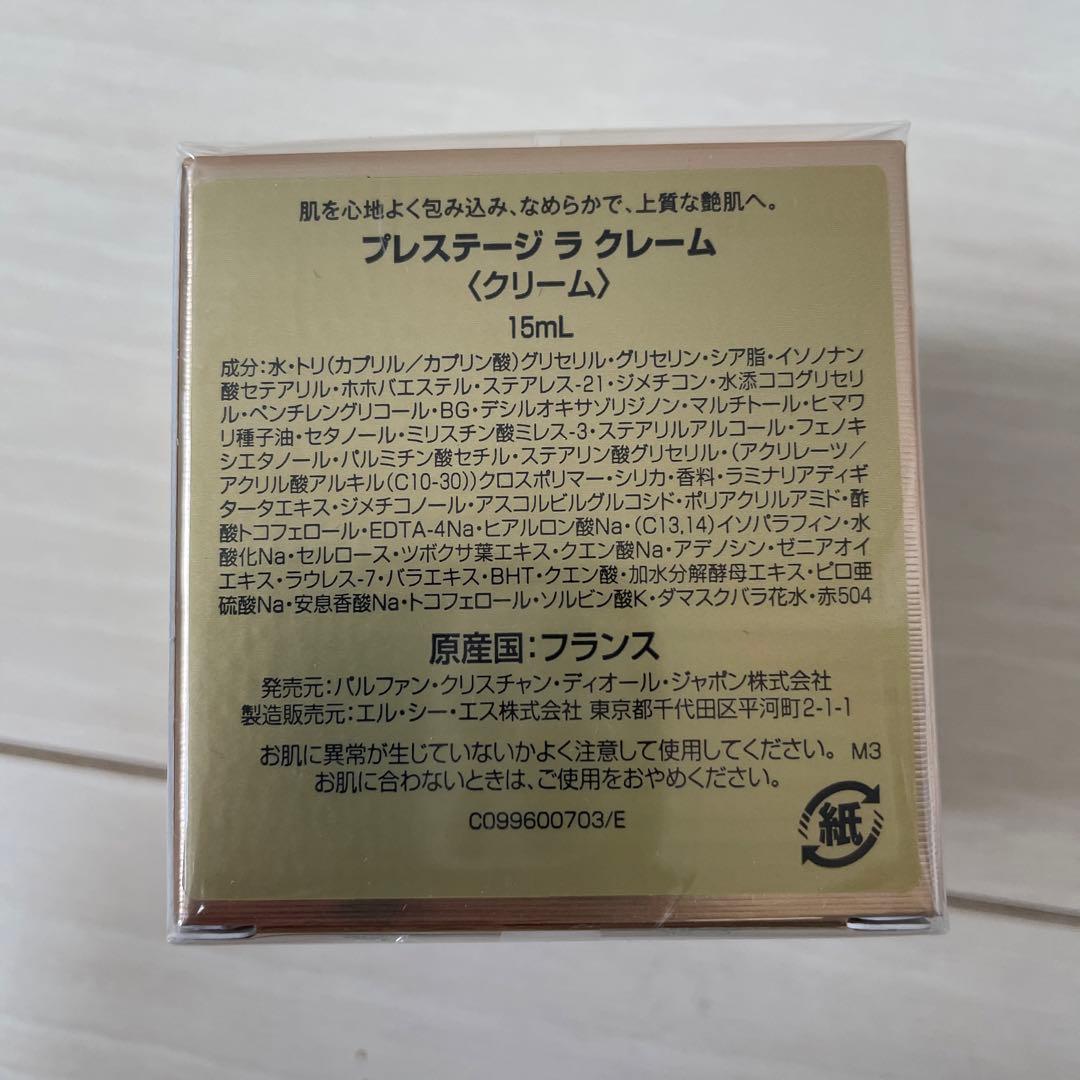 肌を心地よく包み込み、なめらかで、上質な艶肌へ。
プレステージ ラ クレーム
〈クリーム〉
15mL
成分：水・トリ（カプリル／カプリン酸）グリセリル・グリセリン・シア脂・イソノナン
酸セテアリル・ホホバエステル・ステアレス-21・ジメチコン・水添ココグリセリ
ル・ペンチレングリコール・BG・デシルオキサゾリジノン・マルチトール・ヒマワ
リ種子油・セタノール・ミリスチン酸ミレス-3・ステアリルアルコール・フェノキ
シエタノール・パルミチン酸セチル・ステアリン酸グリセリル・（アクリレーツ／
アクリル酸アルキル（C10-30））クロスポリマー・シリカ・香料・ラミナリアディギ
タータエキス・ジメチコノール・アスコルビルグルコシド・ポリアクリルアミド・酢
酸トコフェロール・EDTA-4Na・ヒアルロン酸Na・（C13,14）イソパラフィン・水
酸化Na・セルロース・ツボクサ葉エキス・クエン酸Na・アデノシン・ゼニアオイ
エキス・ラウレス-7・バラエキス・BHT・クエン酸・加水分解酵母エキス・ピロ亜
硫酸Na・安息香酸Na・トコフェロール・ソルビン酸K・ダマスクバラ花水・赤504
原産国：フランス
発売元：パルファン・クリスチャン・ディオール・ジャポン株式会社
製造販売元：エル・シー・エス株式会社 東京都千代田区平河町2-1-1
お肌に異常が生じていないかよく注意して使用してください。 M3
お肌に合わないときは、ご使用をおやめください。
C099600703/E
紙